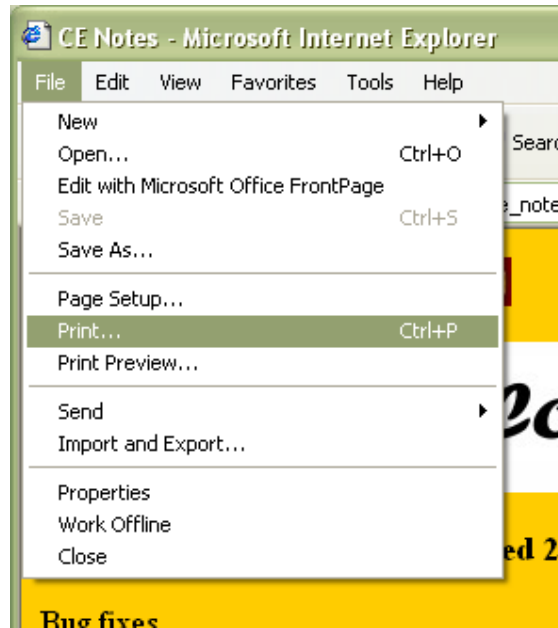 CE Notes - Microsoft Internet Explorer
File Edit View Favorites Tools Help
New
Open... Ctrl+O
Edit with Microsoft Office FrontPage
Save Ctrl+S
Save As...
Page Setup...
Print... Ctrl+P
Print Preview...
Send
Import and Export...
Properties
Work Offline
Close
Bug fixes